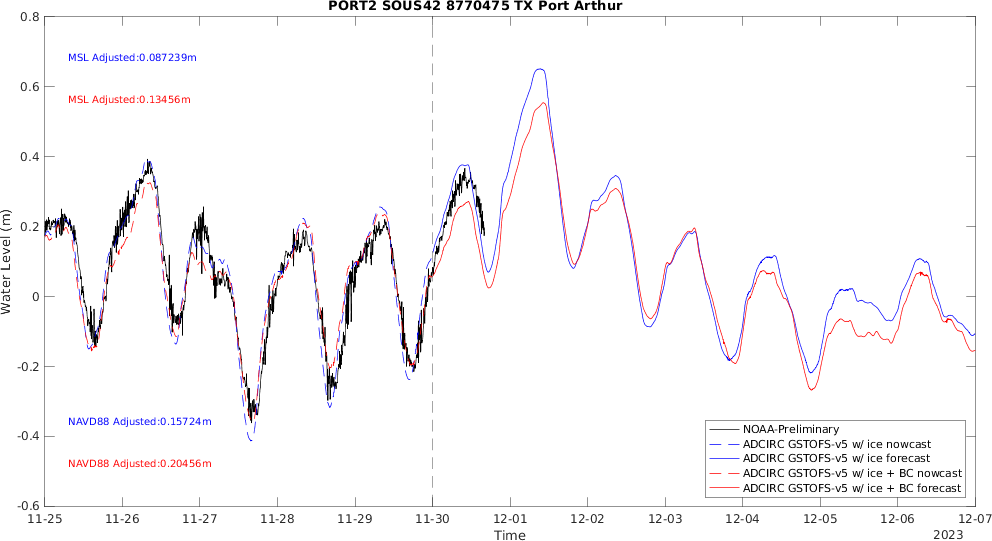 PORT2 SOUS42 8770475 TX Port Arthur
0.8
0.6
0.4
0.2
0
-0.2
-0.4
-0.6
Water Level (m)
MSL Adjusted:0.087239m
MSL Adjusted:0.13456m
NAVD88 Adjusted:0.15724m
NAVD88 Adjusted:0.20456m
NOAA-Preliminary
ADCIRC GSTOFS-v5 w/ ice nowcast
ADCIRC GSTOFS-v5 w/ ice forecast
ADCIRC GSTOFS-v5 w/ ice + BC nowcast
ADCIRC GSTOFS-v5 w/ ice + BC forecast
11-25 11-26 11-27 11-28 11-29 11-30 12-01 12-02 12-03 12-04 12-05 12-06 12-07
Time
2023